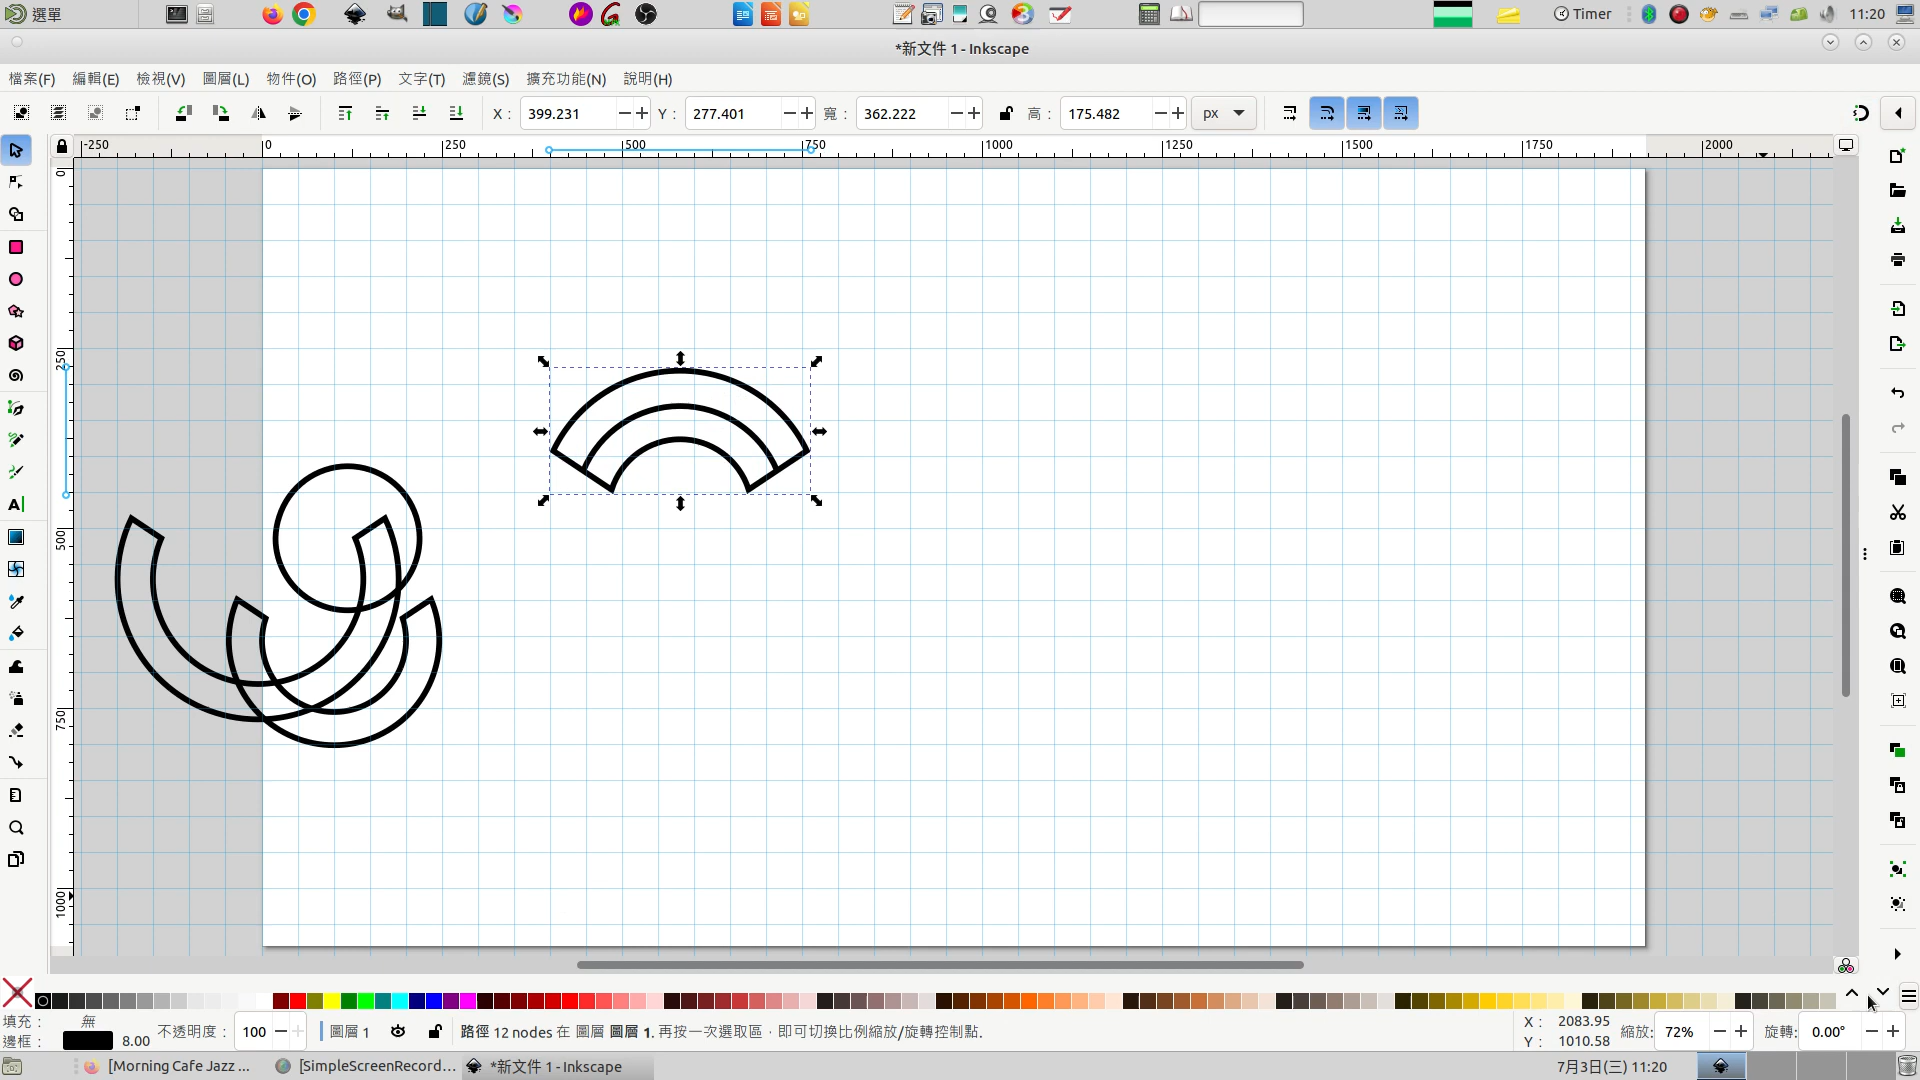 選單
Timer
11:20
*新文件 1 - Inkscape
檔案(F) 編輯(E) 檢視(V) 圖層(L) 物件(O) 路徑(P) 文字(T) 濾鏡(S) 擴充功能(N) 說明(H)
X： 399.231 Y： 277.401 寬： 362.222 高： 175.482 px
-250 0 250 500 750 1000 1250 1500 1750 2000
0
250
500
750
1000
填充： 無
邊框： 8.00
不透明度： 100
圖層 1
路徑 12 nodes 在 圖層 圖層 1. 再按一次選取區，即可切換比例縮放/旋轉控制點.
X： 2083.95
Y： 1010.58
縮放: 72%
旋轉: 0.00°
[Morning Cafe Jazz ... [SimpleScreenRecord... *新文件 1 - Inkscape
7月3日(三) 11:20